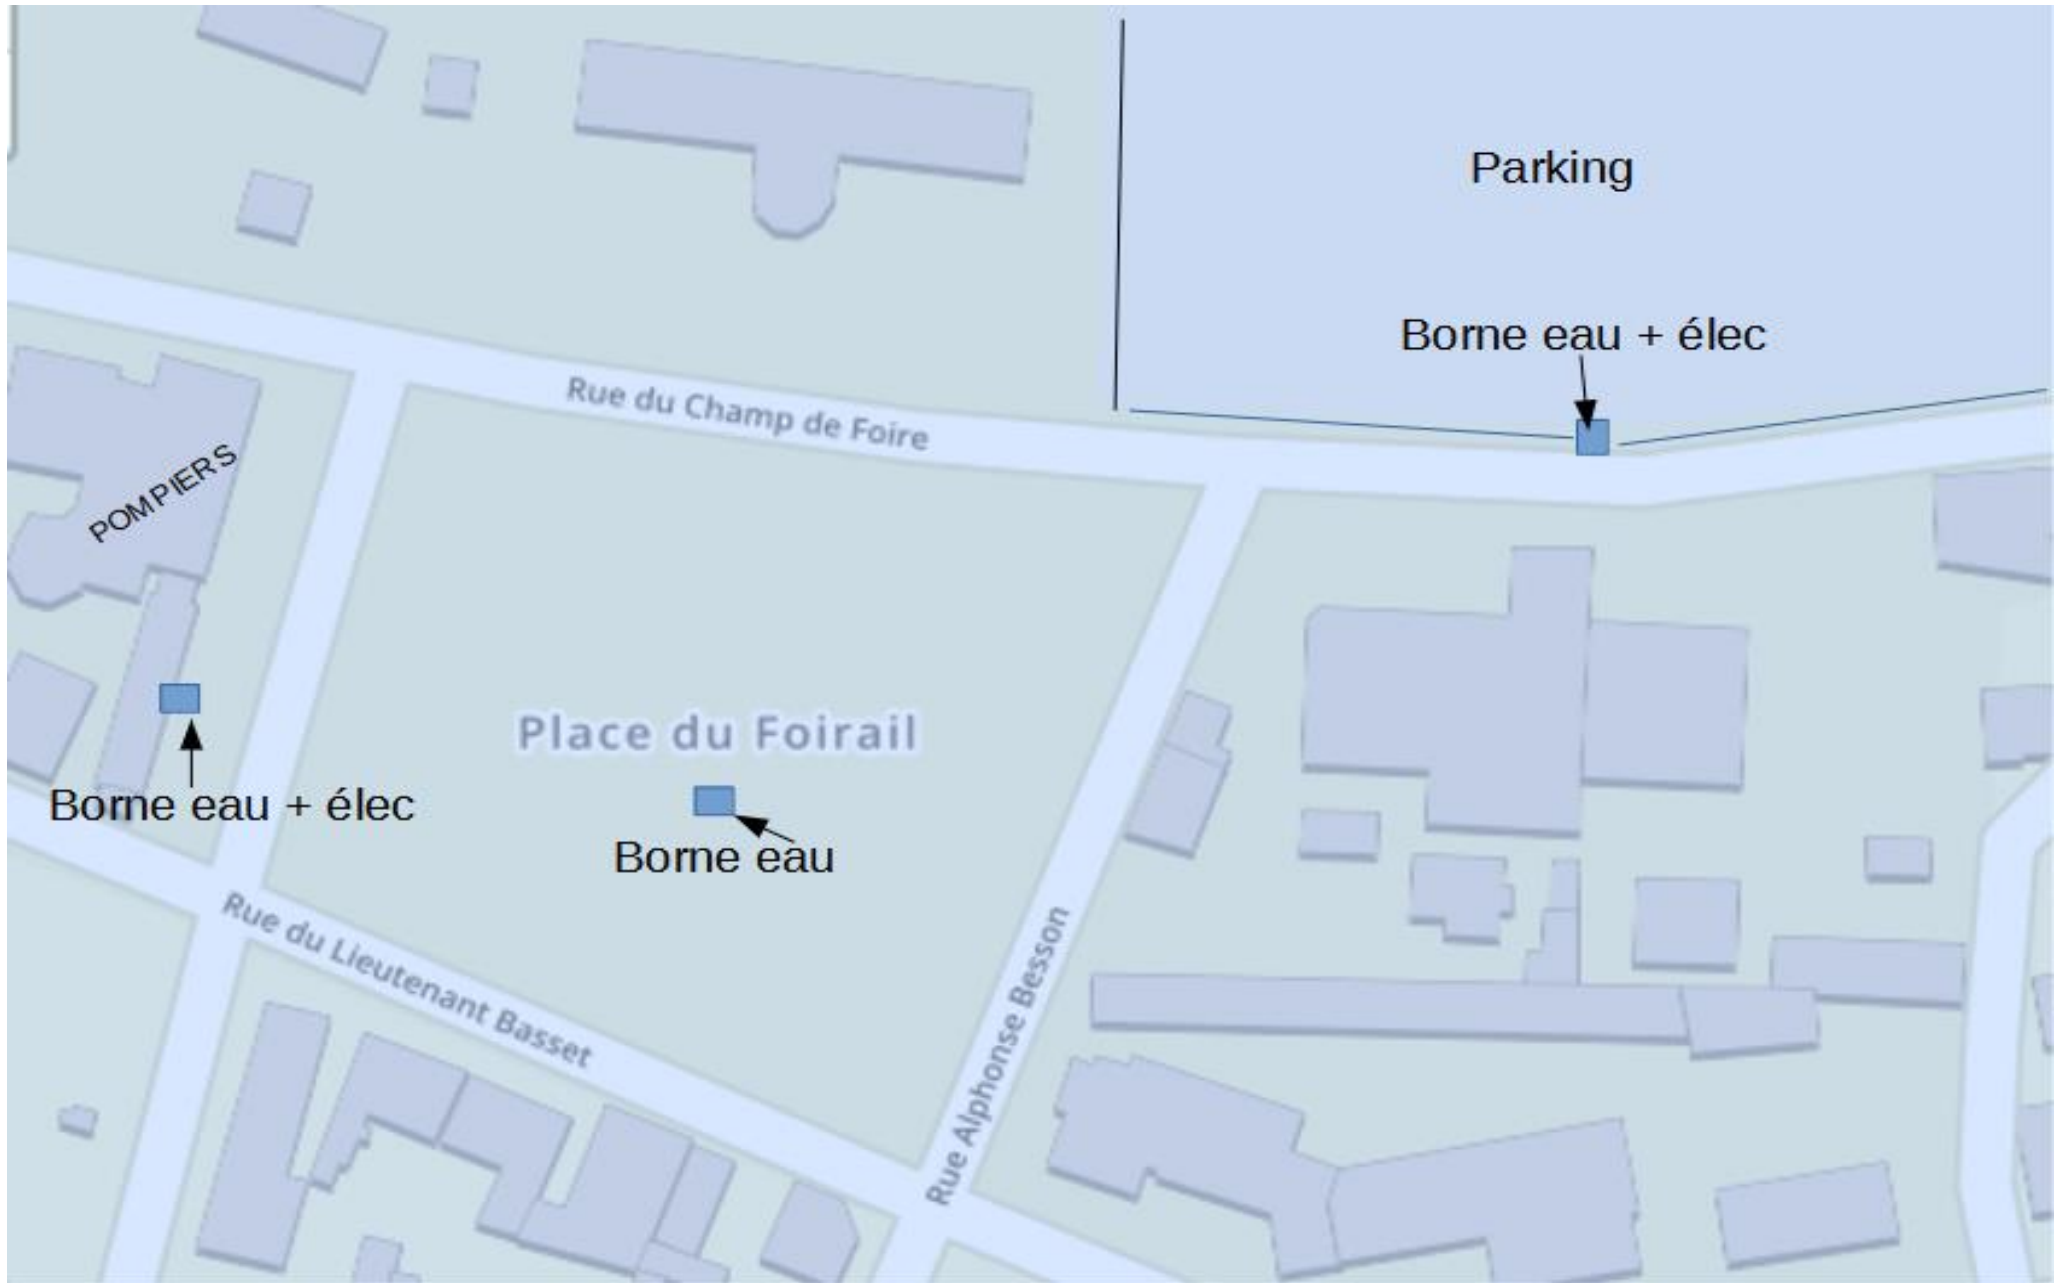 Parking
Borne eau + élec
Rue du Champ de Foire
POMPIERS
Place du Foirail
Borne eau + élec
Borne eau
Rue du Lieutenant Basset
Rue Alphonse Besson